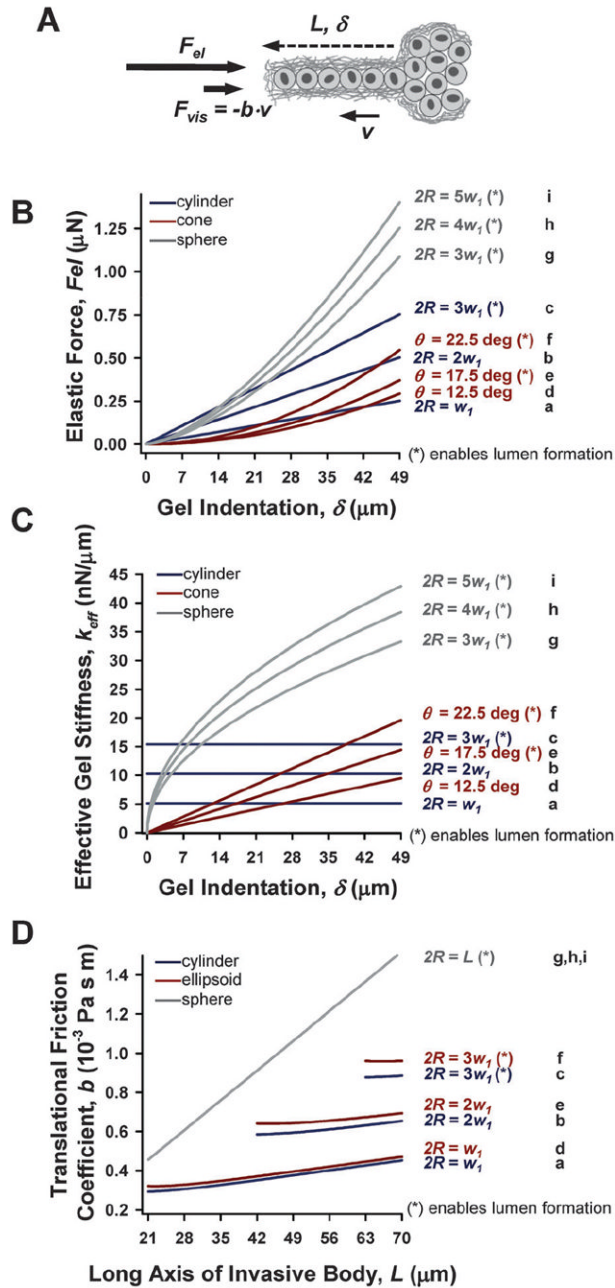 A
L, δ
Fel
Fvis = -b·v
v
B
cylinder
cone
sphere
Elastic Force, Fel (μN)
1.25
1.00
0.75
0.50
0.25
0.00
0 7 14 21 28 35 42 49
Gel Indentation, δ (μm)
2R = 5w1 (*) i
2R = 4w1 (*) h
2R = 3w1 (*) g
2R = 3w1 (*) c
θ = 22.5 deg (*) f
2R = 2w1 b
θ = 17.5 deg (*) e
θ = 12.5 deg d
2R = w1 a
(*) enables lumen formation
C
cylinder
cone
sphere
Effective Gel Stiffness, keff (nN/μm)
45
40
35
30
25
20
15
10
5
0
0 7 14 21 28 35 42 49
Gel Indentation, δ (μm)
2R = 5w1 (*) i
2R = 4w1 (*) h
2R = 3w1 (*) g
θ = 22.5 deg (*) f
2R = 3w1 (*) c
θ = 17.5 deg (*) e
2R = 2w1 b
θ = 12.5 deg d
2R = w1 a
(*) enables lumen formation
D
cylinder
ellipsoid
sphere
Translational Friction
Coefficient, b (10-3 Pa s m)
1.4
1.2
1.0
0.8
0.6
0.4
0.2
21 28 35 42 49 56 63 70
Long Axis of Invasive Body, L (μm)
2R = L (*) g,h,i
2R = 3w1 (*) f
2R = 3w1 (*) c
2R = 2w1 e
2R = 2w1 b
2R = w1 d
2R = w1 a
(*) enables lumen formation